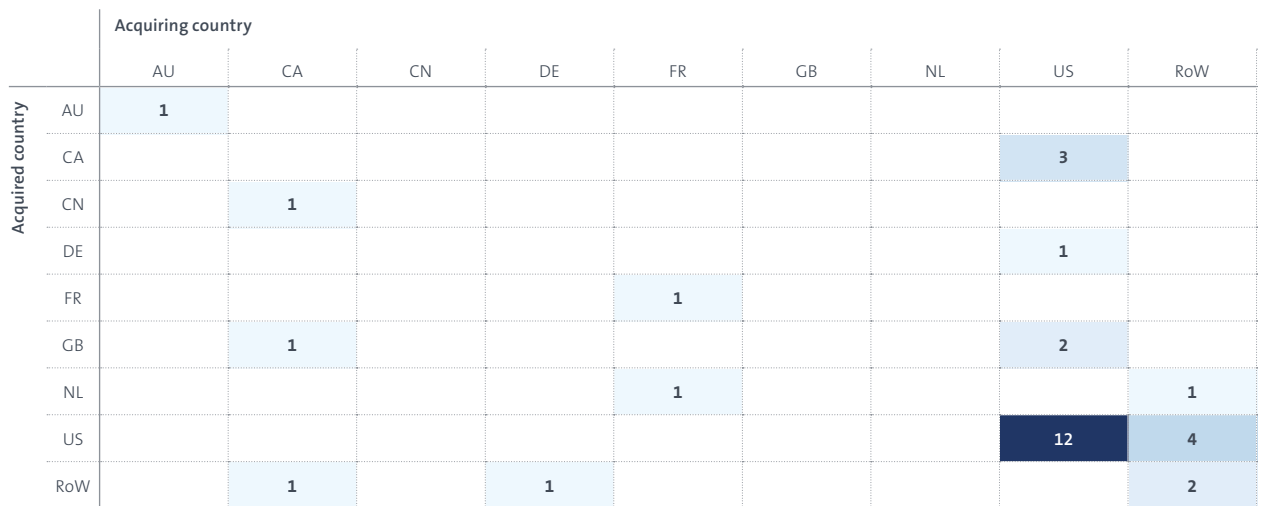 Acquiring country
AU CA CN DE FR GB NL US RoW
Acquired country
AU 1
CA 3
CN 1
DE 1
FR 1
GB 1 2
NL 1 1
US 12 4
RoW 1 1 2